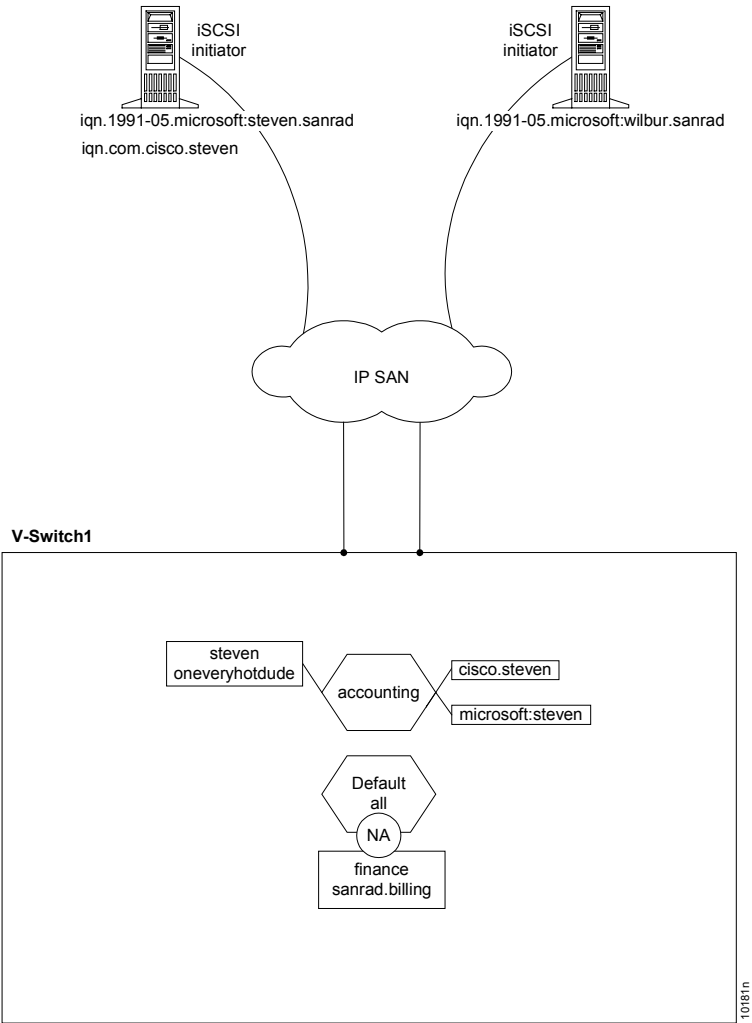 iSCSI
initiator
iSCSI
initiator
iqn.1991-05.microsoft:steven.sanrad
iqn.1991-05.microsoft:wilbur.sanrad
iqn.com.cisco.steven
IP SAN
V-Switch1
steven
oneveryhotdude
accounting
cisco.steven
microsoft:steven
Default
all
NA
finance
sanrad.billing
10181n